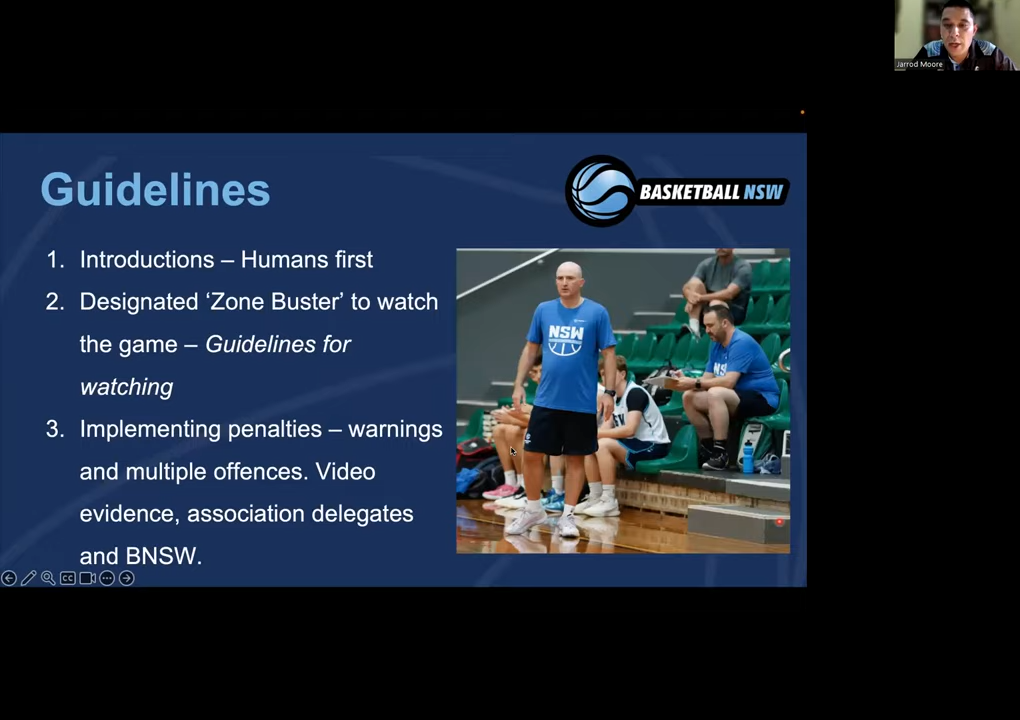 Jarrod Moore
Guidelines
BASKETBALL NSW
1. Introductions – Humans first
2. Designated ‘Zone Buster’ to watch
the game – Guidelines for
watching
3. Implementing penalties – warnings
and multiple offences. Video
evidence, association delegates
and BNSW.
NSW
CC